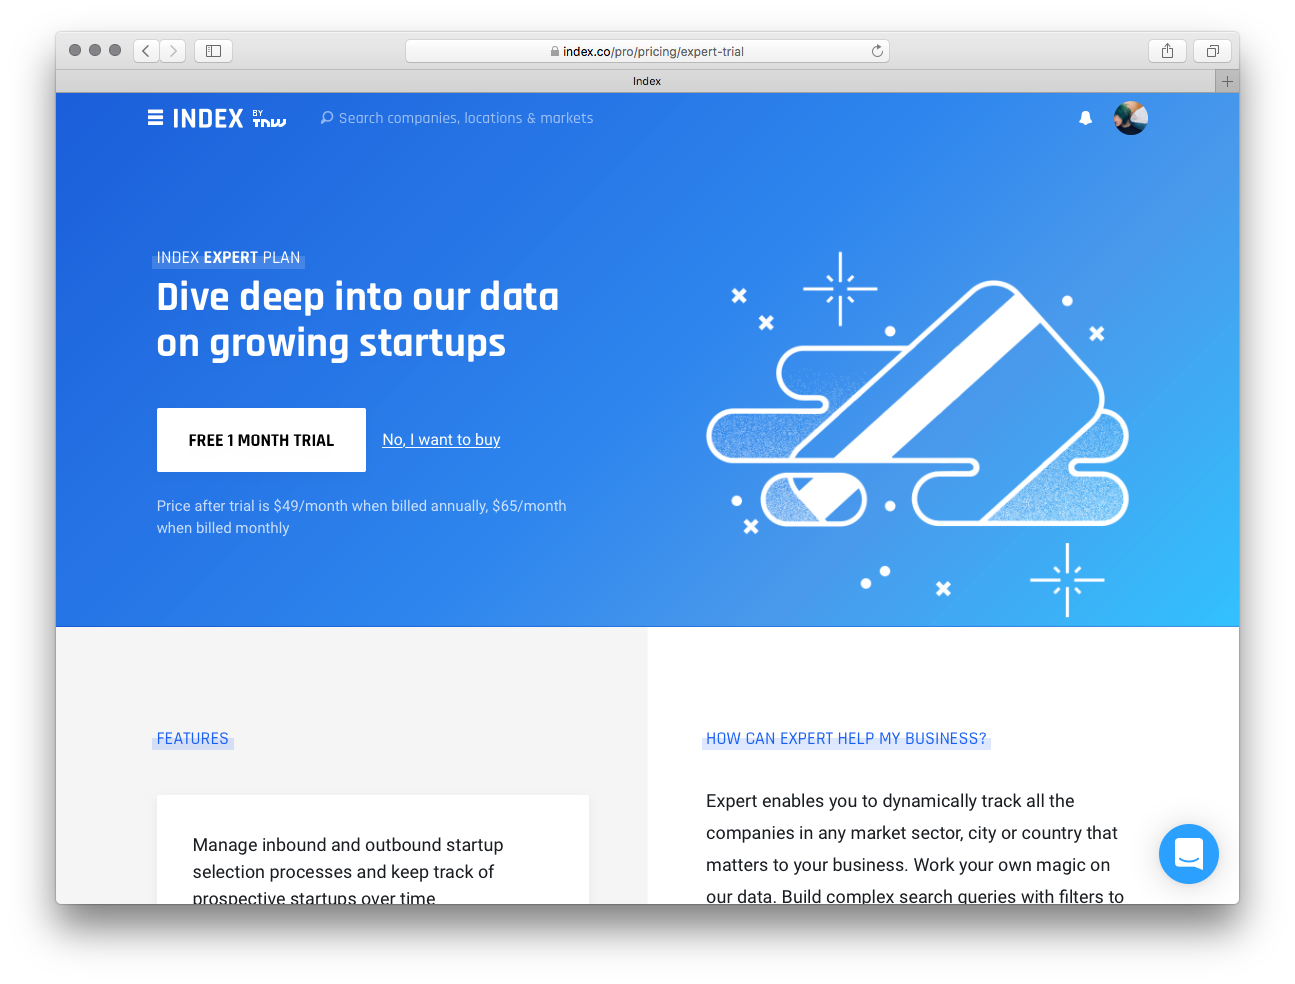 index.co/pro/pricing/expert-trial
Index
INDEX BY TNW
Search companies, locations & markets
INDEX EXPERT PLAN
Dive deep into our data
on growing startups
FREE 1 MONTH TRIAL
No, I want to buy
Price after trial is $49/month when billed annually, $65/month
when billed monthly
FEATURES
Manage inbound and outbound startup
selection processes and keep track of
prospective startups over time
HOW CAN EXPERT HELP MY BUSINESS?
Expert enables you to dynamically track all the
companies in any market sector, city or country that
matters to your business. Work your own magic on
our data. Build complex search queries with filters to